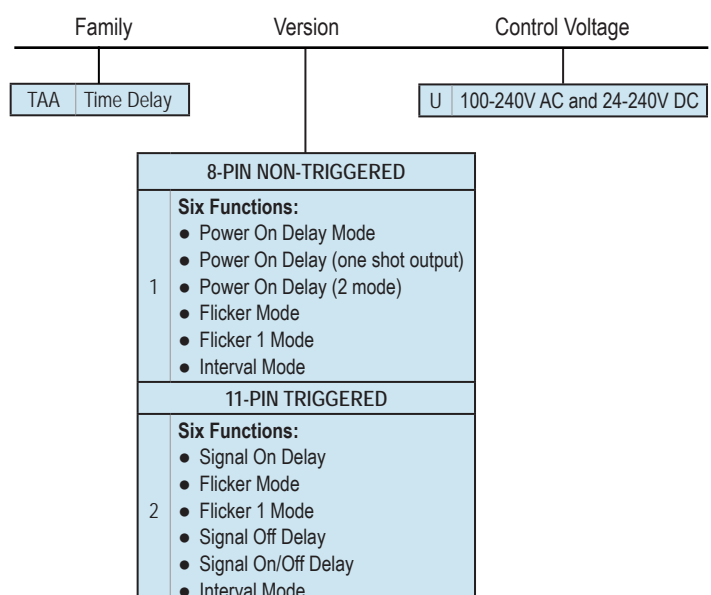 Family Version Control Voltage
TAA Time Delay
U 100-240V AC and 24-240V DC
8-PIN NON-TRIGGERED
1
Six Functions:
● Power On Delay Mode
● Power On Delay (one shot output)
● Power On Delay (2 mode)
● Flicker Mode
● Flicker 1 Mode
● Interval Mode
11-PIN TRIGGERED
2
Six Functions:
● Signal On Delay
● Flicker Mode
● Flicker 1 Mode
● Signal Off Delay
● Signal On/Off Delay
● Interval Mode